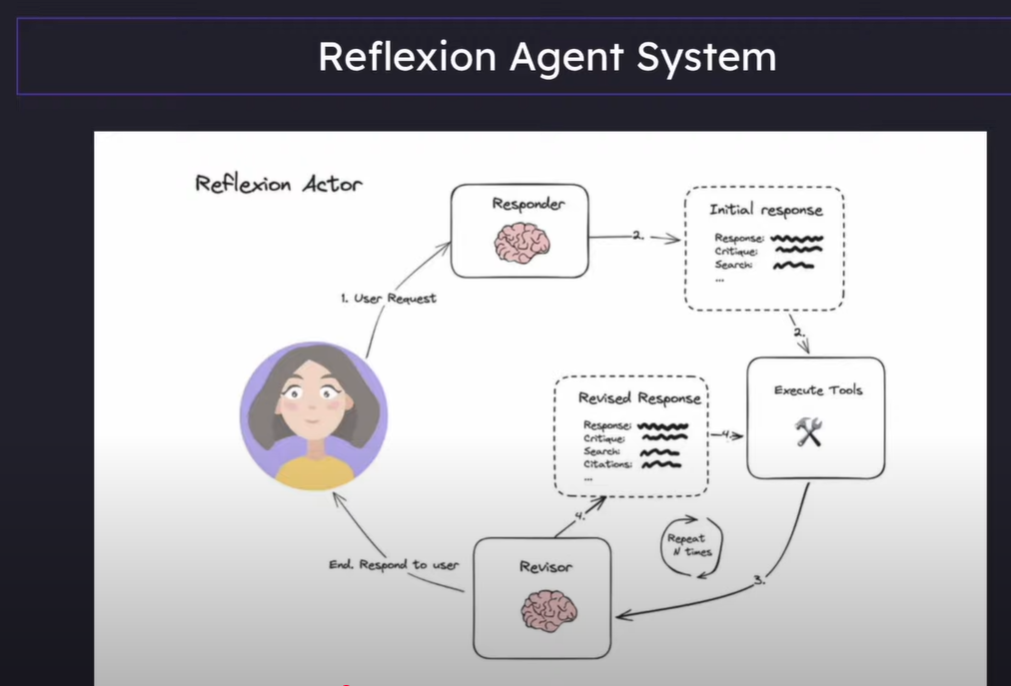 Reflexion Agent System
Reflexion Actor
Responder
2.
Initial response
Response:
Critique:
Search:
...
1. User Request
2.
Execute Tools
Revised Response
Response:
Critique:
Search:
Citations:
...
4.
4.
Repeat
N times
3.
End. Respond to user
Revisor